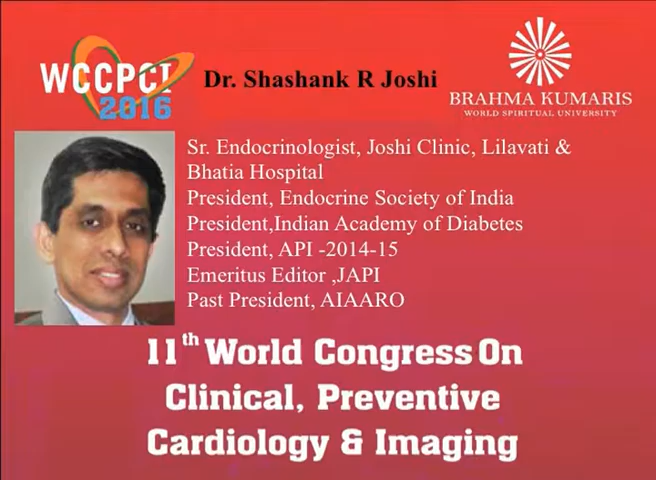 WCCPCI
2016
Dr. Shashank R Joshi
BRAHMA KUMARIS
WORLD SPIRITUAL UNIVERSITY
Sr. Endocrinologist, Joshi Clinic, Lilavati &
Bhatia Hospital
President, Endocrine Society of India
President,Indian Academy of Diabetes
President, API -2014-15
Emeritus Editor ,JAPI
Past President, AIAARO
11th World Congress On
Clinical, Preventive
Cardiology & Imaging